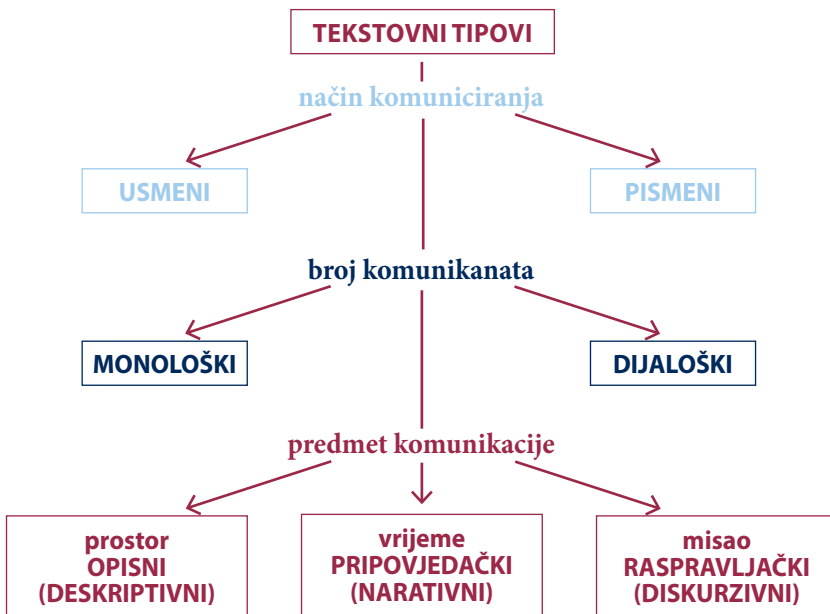 TEKSTOVNI TIPOVI
način komuniciranja
USMENI
PISMENI
broj komunikanata
MONOLOŠKI
DIJALOŠKI
predmet komunikacije
prostor
OPISNI
(DESKRIPTIVNI)
vrijeme
PRIPOVJEDAČKI
(NARATIVNI)
misao
RASPRAVLJAČKI
(DISKURZIVNI)